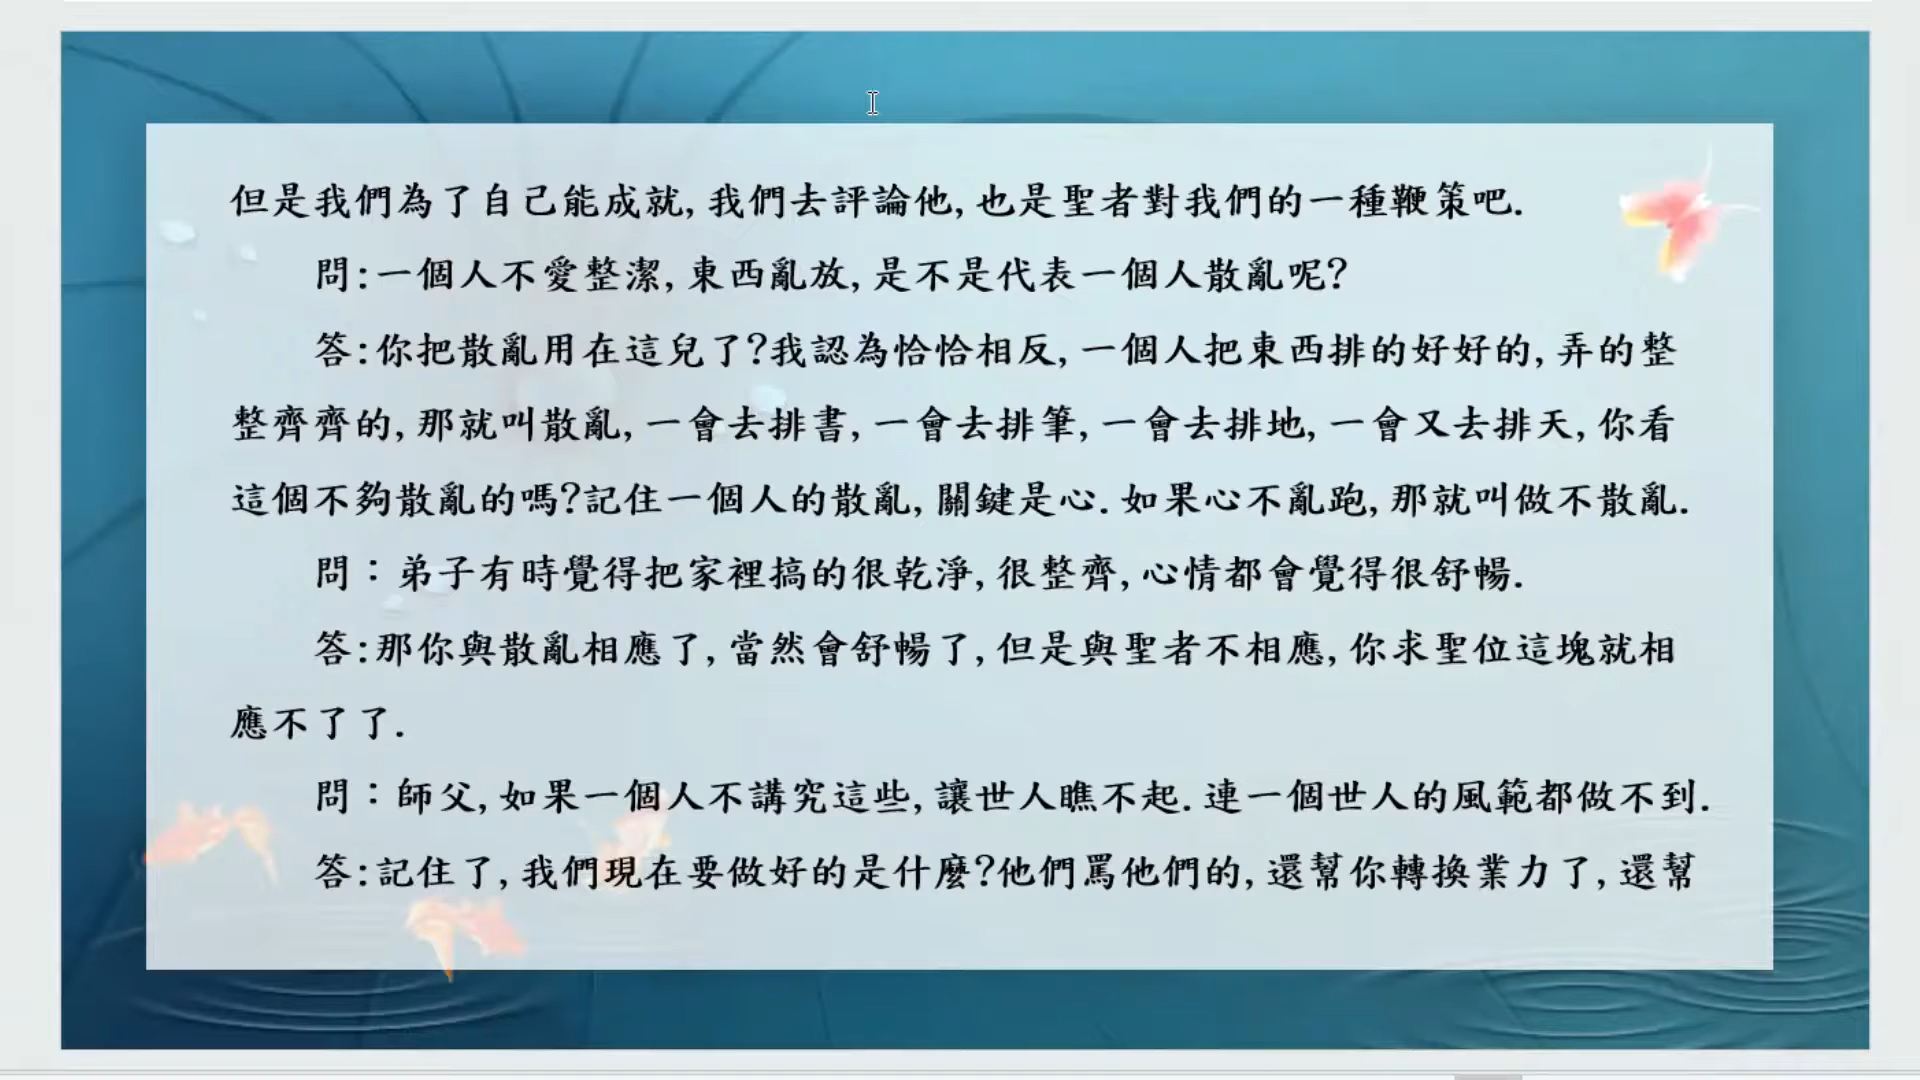 但是我們為了自己能成就,我們去評論他,也是聖者對我們的一種鞭策吧.
問:一個人不愛整潔,東西亂放,是不是代表一個人散亂呢?
答:你把散亂用在這兒了?我認為恰恰相反,一個人把東西排的好好的,弄的整
整齊齊的,那就叫散亂,一會去排書,一會去排筆,一會去排地,一會又去排天,你看
這個不夠散亂的嗎?記住一個人的散亂,關鍵是心.如果心不亂跑,那就叫做不散亂.
問：弟子有時覺得把家裡搞的很乾淨,很整齊,心情都會覺得很舒暢.
答:那你與散亂相應了,當然會舒暢了,但是與聖者不相應,你求聖位這塊就相
應不了了.
問：師父,如果一個人不講究這些,讓世人瞧不起.連一個世人的風範都做不到.
答:記住了,我們現在要做好的是什麼?他們罵他們的,還幫你轉換業力了,還幫